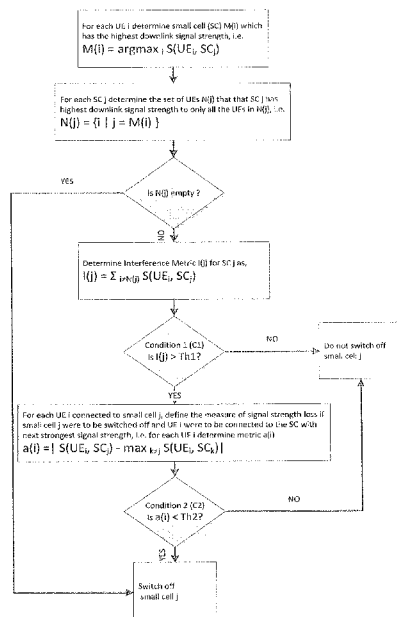 For each UE i determine small cell (SC) M(i) which
has the highest downlink signal strength, i.e.
M(i) = argmax j S(UEi, SCj)
For each SC j determine the set of UEs N(j) that that SC j has
highest downlink signal strength to only all the UEs in N(j), i.e.
N(j) = {i | j = M(i) }
YES
Is N(j) empty ?
NO
Determine Interference Metric I(j) for SC j as,
I(j) = Σ i≠N(j) S(UEi, SCj)
Condition 1 (C1)
Is I(j) > Th1?
NO
Do not switch off
small cell j
YES
For each UE i connected to small cell j, define the measure of signal strength loss if
small cell j were to be switched off and UE i were to be connected to the SC with
next strongest signal strength, i.e. for each UE i determine metric a(i)
a(i) =| S(UEi, SCj) - max k≠j S(UEi, SCk)|
Condition 2 (C2)
Is a(i) < Th2?
NO
YES
Switch off
small cell j